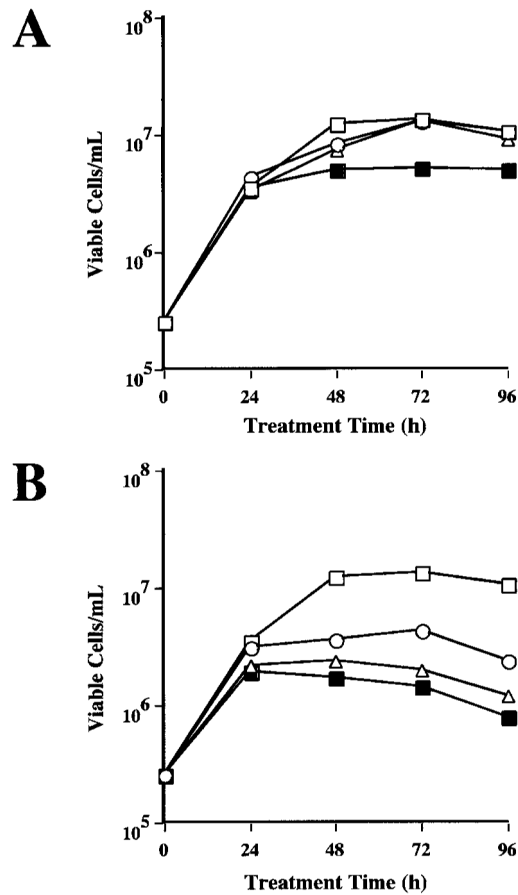 A
10^8
10^7
10^6
10^5
Viable Cells/mL
0 24 48 72 96
Treatment Time (h)
B
10^8
10^7
10^6
10^5
Viable Cells/mL
0 24 48 72 96
Treatment Time (h)